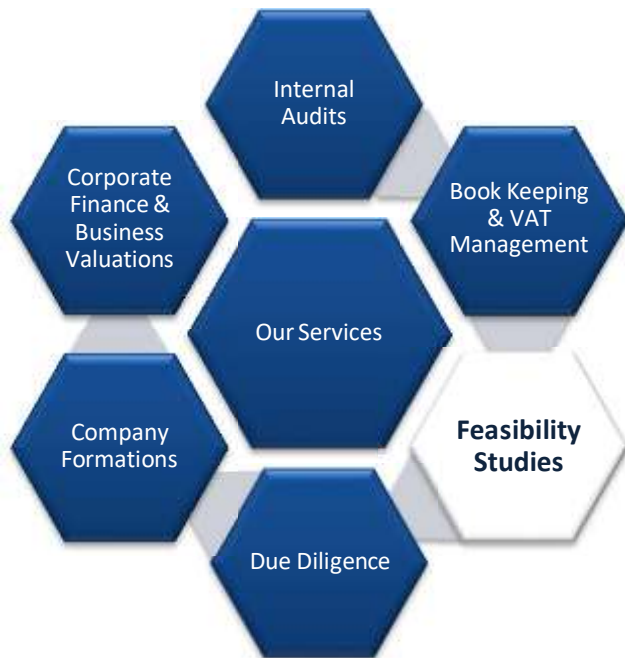 Internal
Audits
Corporate
Finance &
Business
Valuations
Book Keeping
& VAT
Management
Our Services
Company
Formations
Feasibility
Studies
Due Diligence